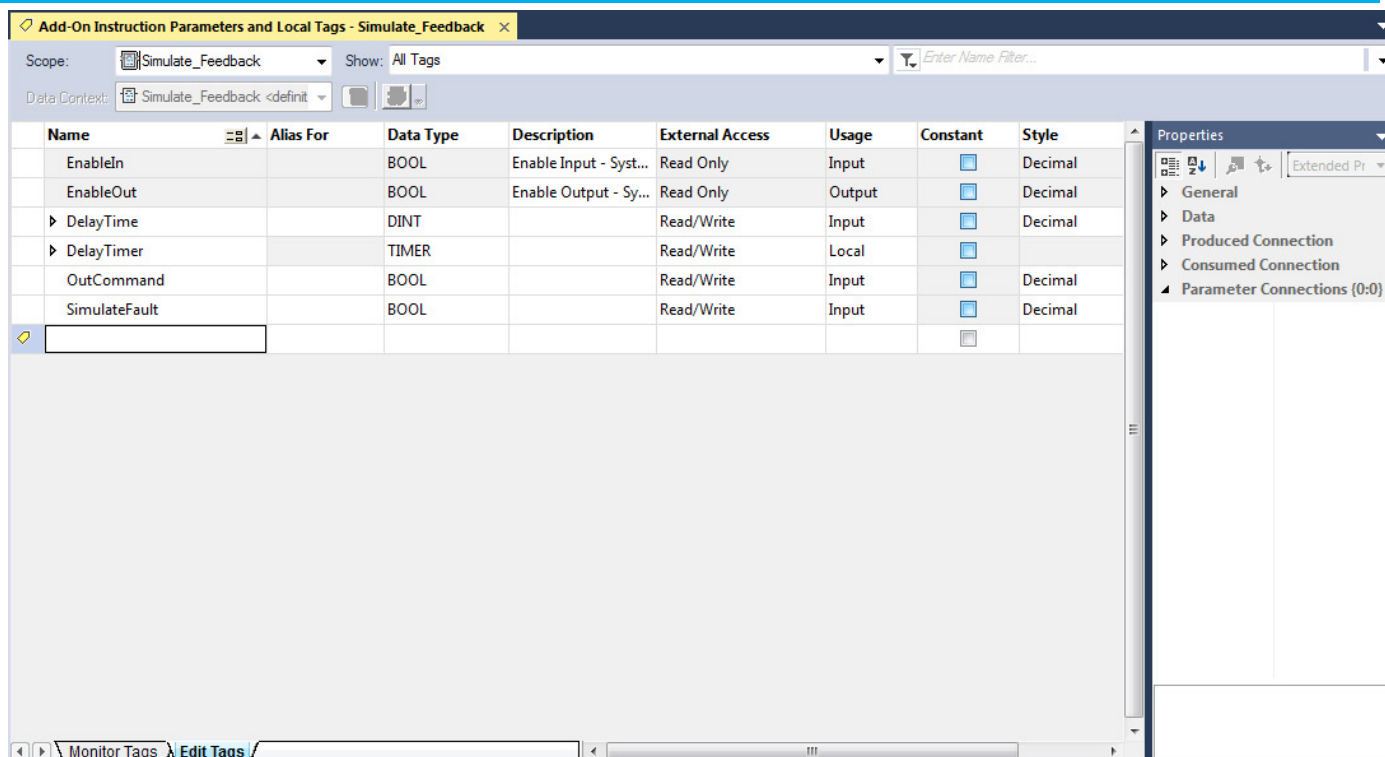 Add-On Instruction Parameters and Local Tags - Simulate_Feedback ×
Scope: Simulate_Feedback Show: All Tags Enter Name Filter...
Data Context: Simulate_Feedback <definit
Name Alias For Data Type Description External Access Usage Constant Style
EnableIn BOOL Enable Input - Syst... Read Only Input Decimal
EnableOut BOOL Enable Output - Sy... Read Only Output Decimal
DelayTime DINT Read/Write Input Decimal
DelayTimer TIMER Read/Write Local
OutCommand BOOL Read/Write Input Decimal
SimulateFault BOOL Read/Write Input Decimal
Properties
Extended Pr
General
Data
Produced Connection
Consumed Connection
Parameter Connections {0:0}
Monitor Tags Edit Tags